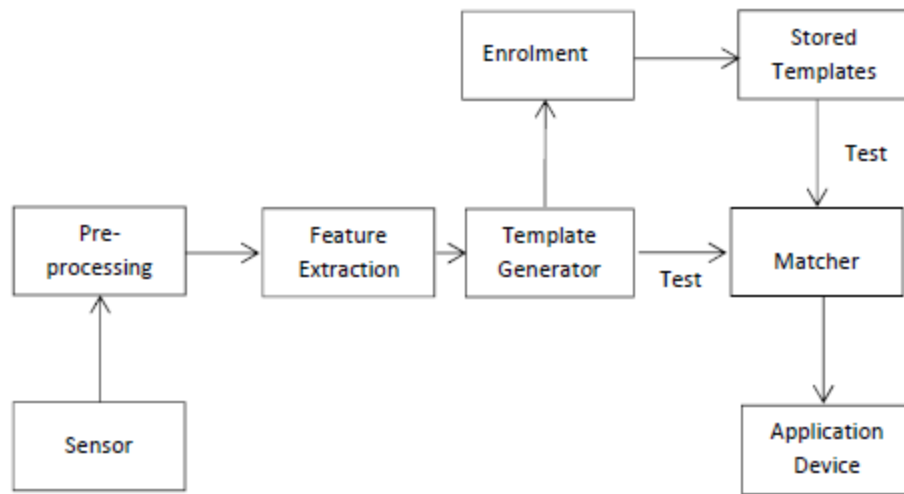 Enrolment
Stored
Templates
Test
Pre-
processing
Feature
Extraction
Template
Generator
Test
Matcher
Sensor
Application
Device